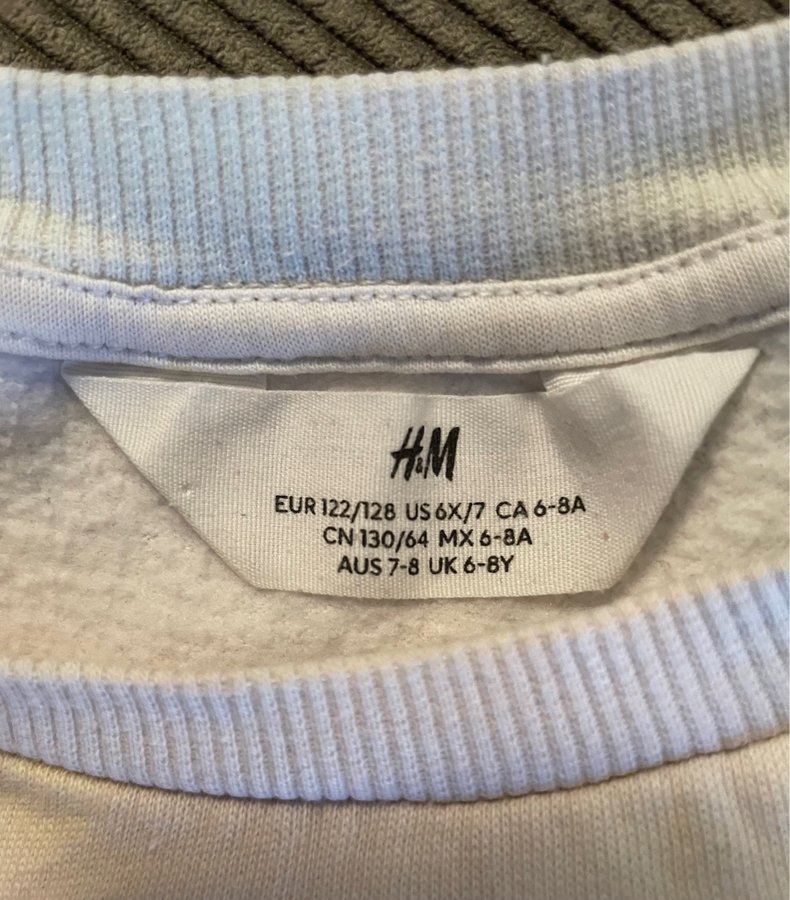 H&M
EUR 122/128 US 6X/7 CA 6-8A
CN 130/64 MX 6-8A
AUS 7-8 UK 6-8Y